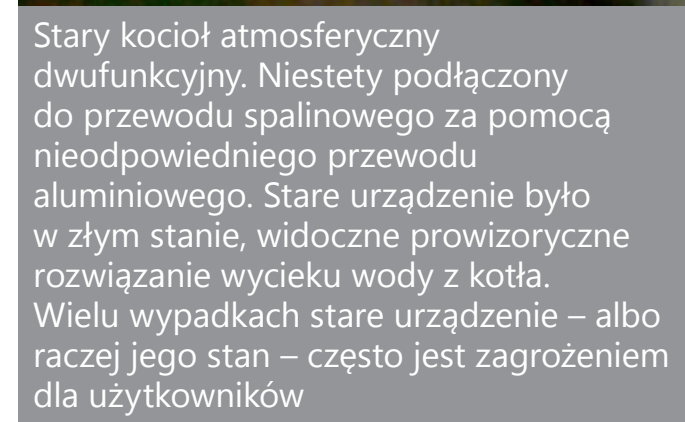 Stary kocioł atmosferyczny
dwufunkcyjny. Niestety podłączony
do przewodu spalinowego za pomocą
nieodpowiedniego przewodu
aluminiowego. Stare urządzenie było
w złym stanie, widoczne prowizoryczne
rozwiązanie wycieku wody z kotła.
Wielu wypadkach stare urządzenie – albo
raczej jego stan – często jest zagrożeniem
dla użytkowników